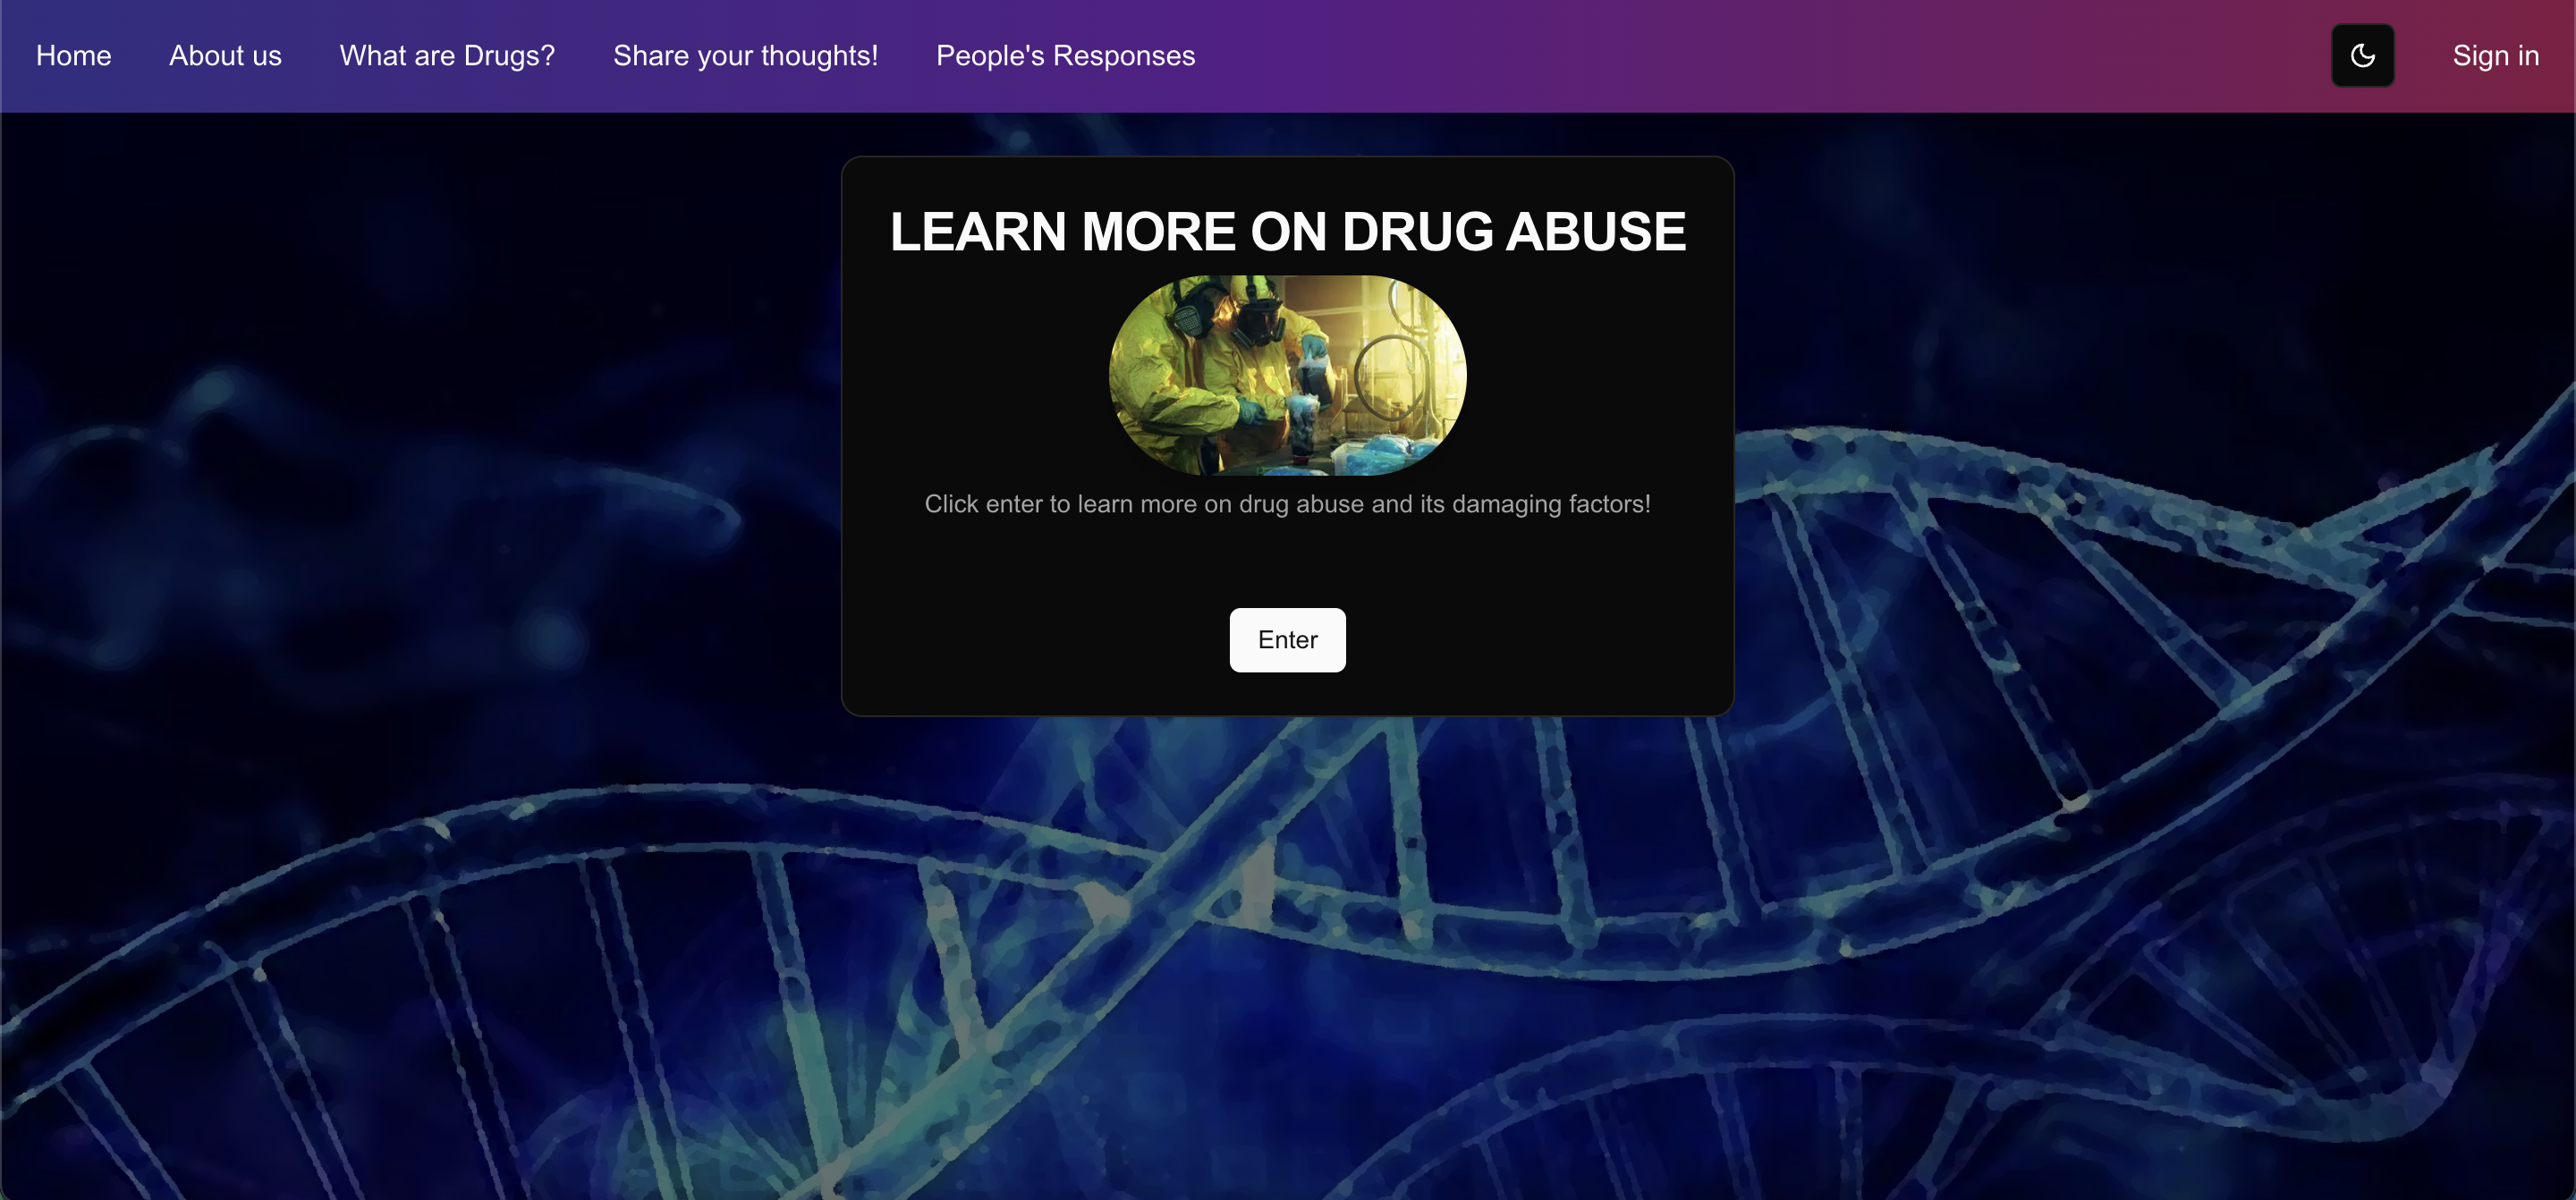 Home About us What are Drugs? Share your thoughts! People's Responses Sign in
LEARN MORE ON DRUG ABUSE
Click enter to learn more on drug abuse and its damaging factors!
Enter